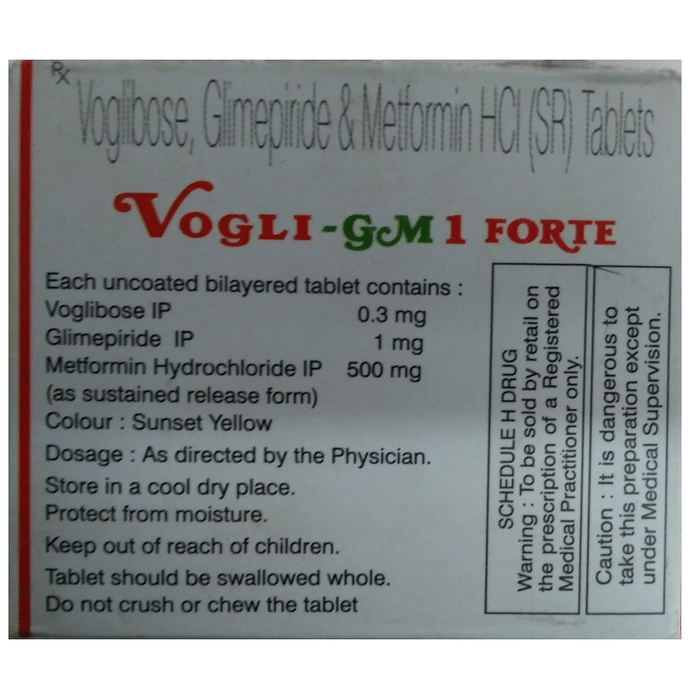 Rx
Voglibose, Glimepiride & Metformin HCl (SR) Tablets
VOGLI-GM 1 FORTE
Each uncoated bilayered tablet contains :
Voglibose IP 0.3 mg
Glimepiride IP 1 mg
Metformin Hydrochloride IP 500 mg
(as sustained release form)
Colour : Sunset Yellow
Dosage : As directed by the Physician.
Store in a cool dry place.
Protect from moisture.
Keep out of reach of children.
Tablet should be swallowed whole.
Do not crush or chew the tablet
SCHEDULE H DRUG
Warning : To be sold by retail on
the prescription of a Registered
Medical Practitioner only.
Caution : It is dangerous to
take this preparation except
under Medical Supervision.